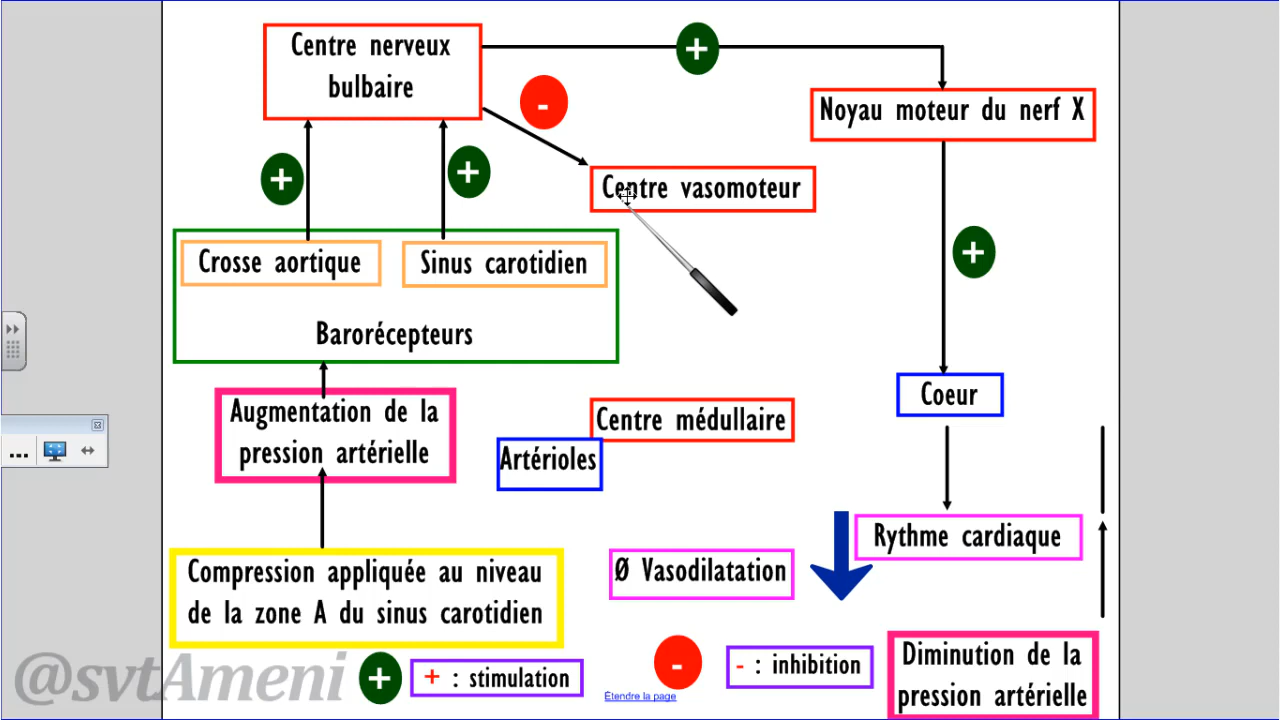 Centre nerveux
bulbaire
+
-
Noyau moteur du nerf X
Centre vasomoteur
+
+
+
Crosse aortique
Sinus carotidien
Barorécepteurs
Augmentation de la
pression artérielle
Coeur
Centre médullaire
Artérioles
Rythme cardiaque
Compression appliquée au niveau
de la zone A du sinus carotidien
Ø Vasodilatation
@svtAmeni
+
+ : stimulation
-
- : inhibition
Étendre la page
Diminution de la
pression artérielle
...